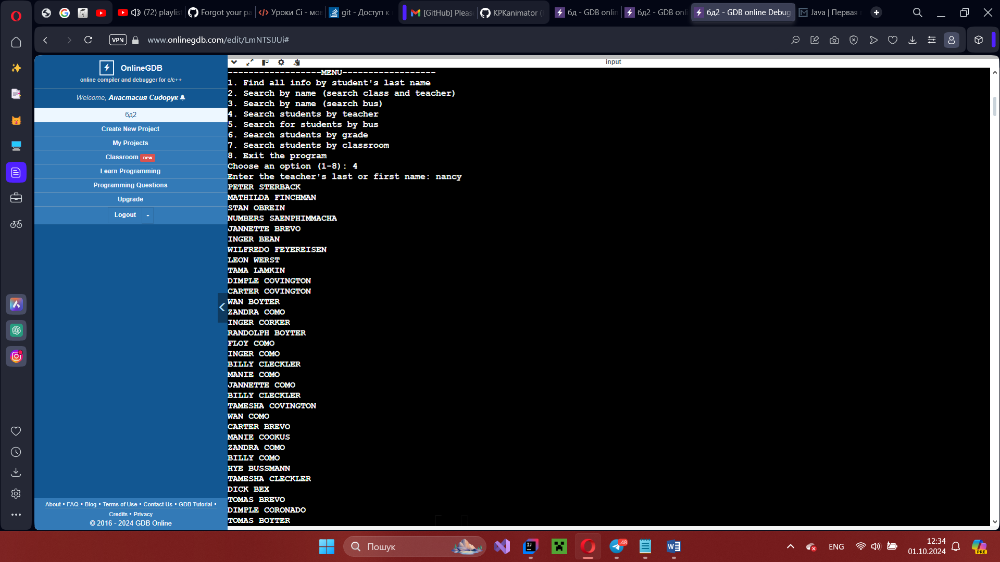 (72) playlis
Forgot your pa
Уроки Сі - мо
git - Доступ к
[GitHub] Pleas
KPKanimator (
бд - GDB onlin
бд2 - GDB onl
бд2 - GDB online Debug
Java | Первая
VPN
www.onlinegdb.com/edit/LmNTSIJUi#
OnlineGDB
online compiler and debugger for c/c++
Welcome, Анастасия Сидорук
бд2
Create New Project
My Projects
Classroom new
Learn Programming
Programming Questions
Upgrade
Logout
About • FAQ • Blog • Terms of Use • Contact Us • GDB Tutorial •
Credits • Privacy
© 2016 - 2024 GDB Online
input
------------------MENU------------------
1. Find all info by student's last name
2. Search by name (search class and teacher)
3. Search by name (search bus)
4. Search students by teacher
5. Search for students by bus
6. Search students by grade
7. Search students by classroom
8. Exit the program
Choose an option (1-8): 4
Enter the teacher's last or first name: nancy
PETER STERBACK
MATHILDA FINCHMAN
STAN OBREIN
NUMBERS SAENPHIMMACHA
JANNETTE BREVO
INGER BEAN
WILFREDO FEYEREISEN
LEON WERST
TAMA LAMKIN
DIMPLE COVINGTON
CARTER COVINGTON
WAN BOYTER
ZANDRA COMO
INGER CORKER
RANDOLPH BOYTER
FLOY COMO
INGER COMO
BILLY CLECKLER
MANIE COMO
JANNETTE COMO
BILLY CLECKLER
TAMESHA COVINGTON
WAN COMO
CARTER BREVO
MANIE COOKUS
ZANDRA COMO
BILLY COMO
HYE BUSSMANN
TAMESHA CLECKLER
DICK BEX
TOMAS BREVO
DIMPLE CORONADO
TOMAS BOYTER
Пошук
48
ENG
12:34
01.10.2024
PRE